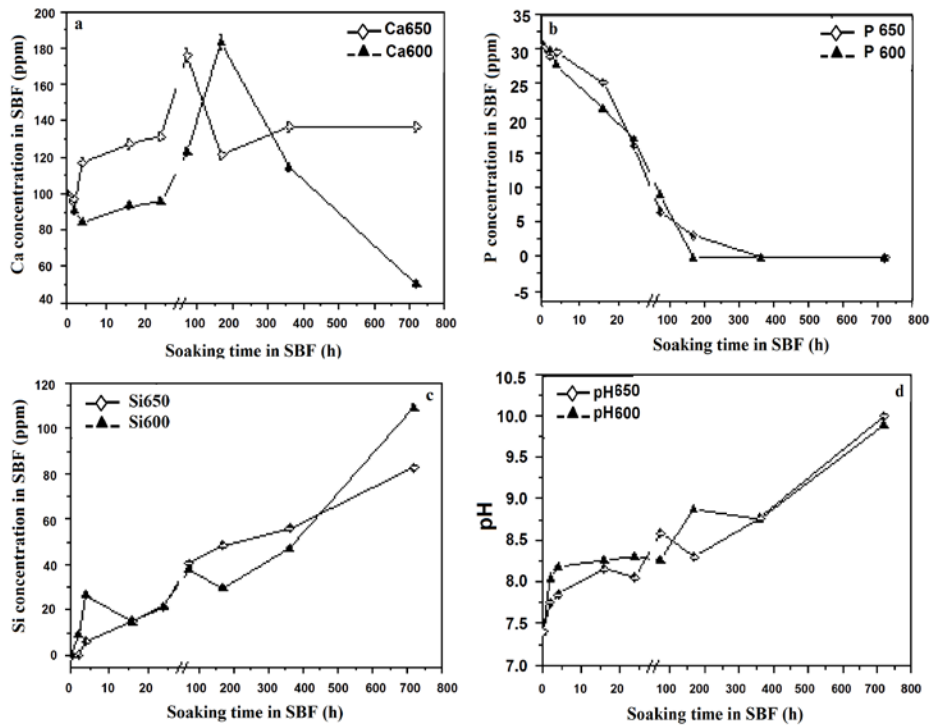 a
Ca650
Ca600
Ca concentration in SBF (ppm)
200
180
160
140
120
100
80
60
40
0 20 100 200 300 400 500 600 700 800
Soaking time in SBF (h)
b
P 650
P 600
P concentration in SBF (ppm)
35
30
25
20
15
10
5
0
-5
0 10 20 100 200 300 400 500 600 700 800
Soaking time in SBF (h)
c
Si650
Si600
Si concentration in SBF (ppm)
120
100
80
60
40
20
0
0 10 20 100 200 300 400 500 600 700 800
Soaking time in SBF (h)
d
pH650
pH600
pH
10.5
10.0
9.5
9.0
8.5
8.0
7.5
7.0
0 10 20 100 200 300 400 500 600 700 800
Soaking time in SBF (h)